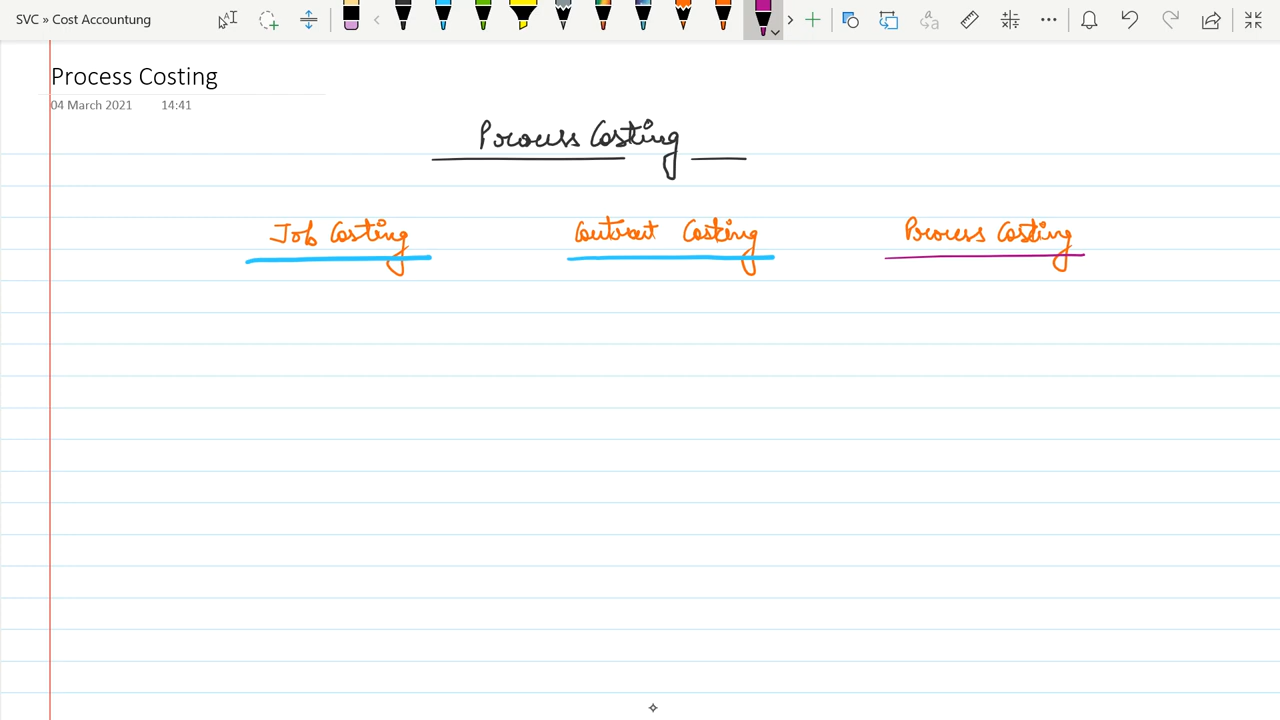 SVC » Cost Accountung
Process Costing
04 March 2021 14:41
Process Costing
Job Costing Contract Costing Process Costing